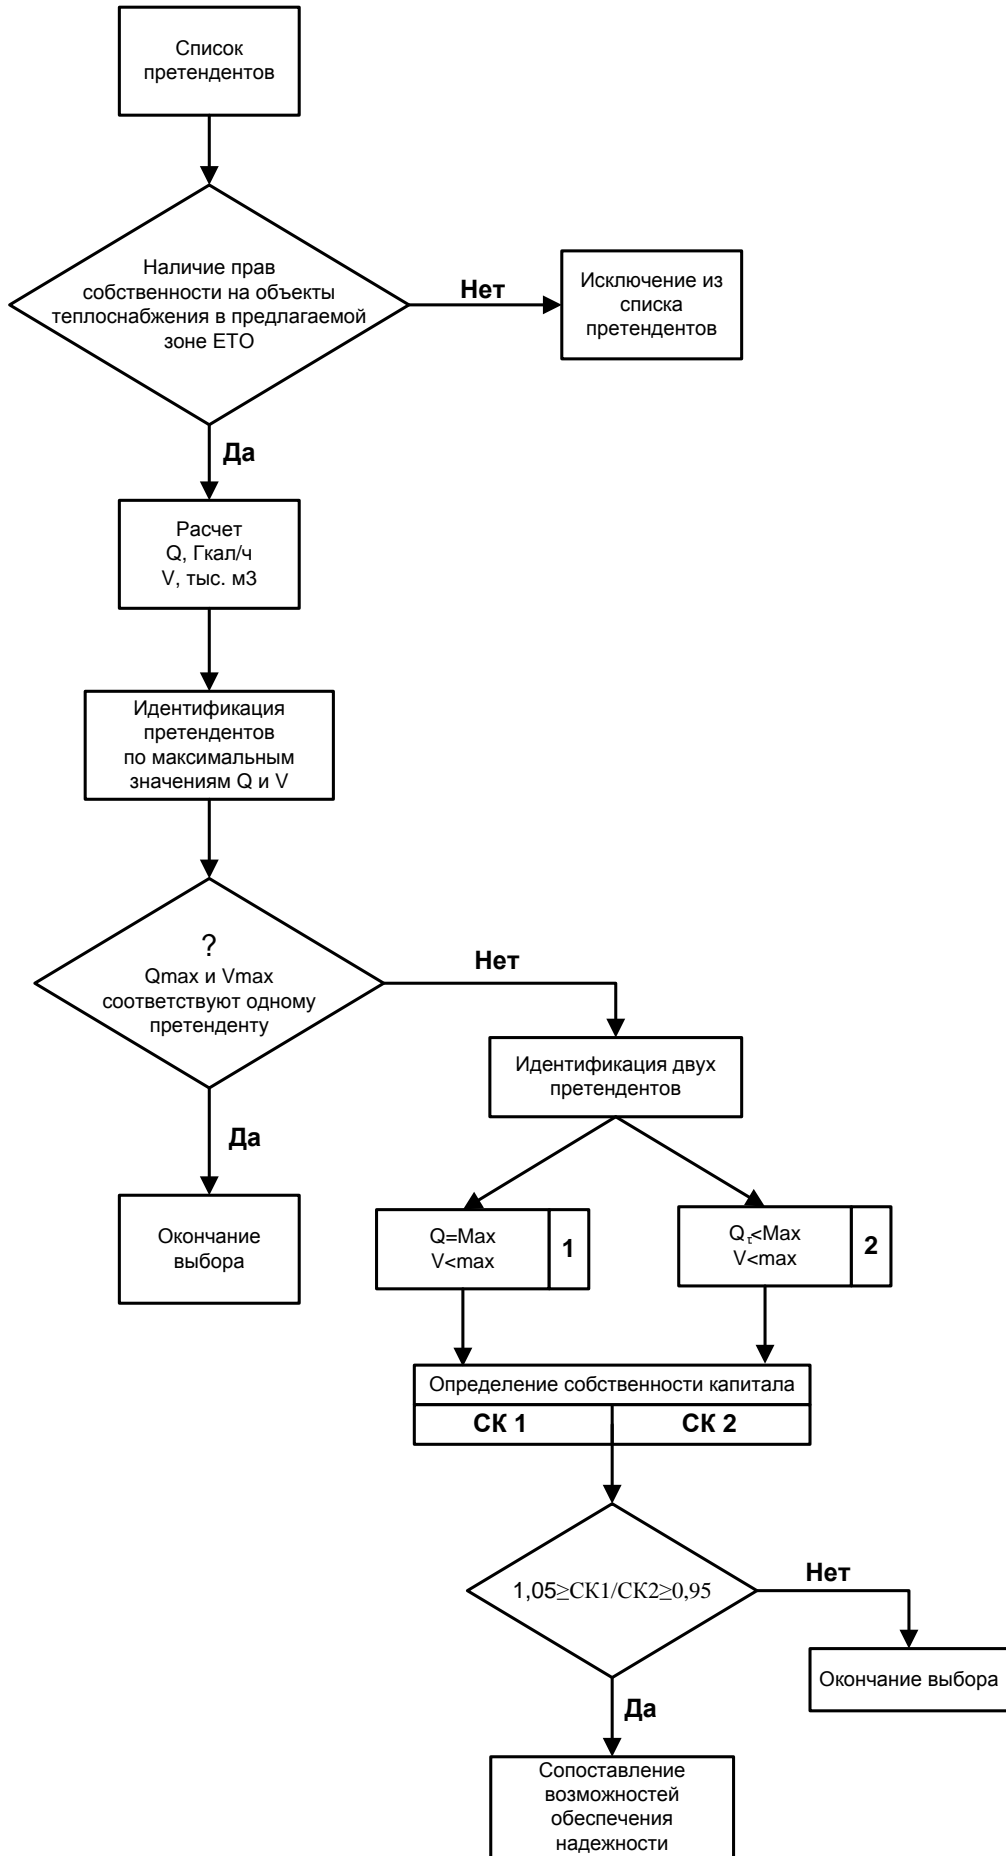 Список
претендентов
Наличие прав
собственности на объекты
теплоснабжения в предлагаемой
зоне ЕТО
Нет
Исключение из
списка
претендентов
Да
Расчет
Q, Гкал/ч
V, тыс. м3
Идентификация
претендентов
по максимальным
значениям Q и V
?
Qmax и Vmax
соответствуют одному
претенденту
Нет
Идентификация двух
претендентов
Да
Окончание
выбора
Q=Max
V<max
1
Qτ<Max
V<max
2
Определение собственности капитала
СК 1
СК 2
1,05≥СК1/СК2≥0,95
Нет
Окончание выбора
Да
Сопоставление
возможностей
обеспечения
надежности